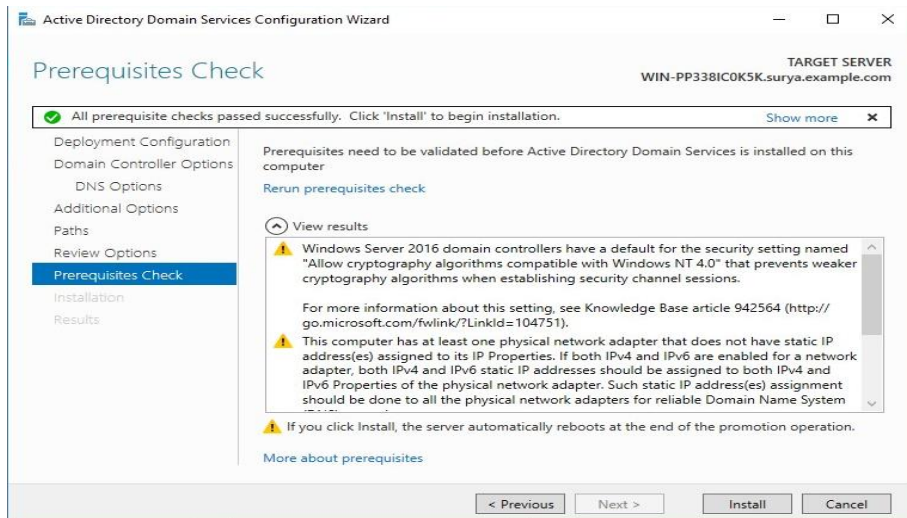 Active Directory Domain Services Configuration Wizard
Prerequisites Check
TARGET SERVER
WIN-PP338IC0K5K.surya.example.com
All prerequisite checks passed successfully. Click 'Install' to begin installation.
Show more
Deployment Configuration
Domain Controller Options
DNS Options
Additional Options
Paths
Review Options
Prerequisites Check
Installation
Results
Prerequisites need to be validated before Active Directory Domain Services is installed on this
computer
Rerun prerequisites check
View results
Windows Server 2016 domain controllers have a default for the security setting named
"Allow cryptography algorithms compatible with Windows NT 4.0" that prevents weaker
cryptography algorithms when establishing security channel sessions.
For more information about this setting, see Knowledge Base article 942564 (http://
go.microsoft.com/fwlink/?LinkId=104751).
This computer has at least one physical network adapter that does not have static IP
address(es) assigned to its IP Properties. If both IPv4 and IPv6 are enabled for a network
adapter, both IPv4 and IPv6 static IP addresses should be assigned to both IPv4 and
IPv6 Properties of the physical network adapter. Such static IP address(es) assignment
should be done to all the physical network adapters for reliable Domain Name System
If you click Install, the server automatically reboots at the end of the promotion operation.
More about prerequisites
< Previous
Next >
Install
Cancel